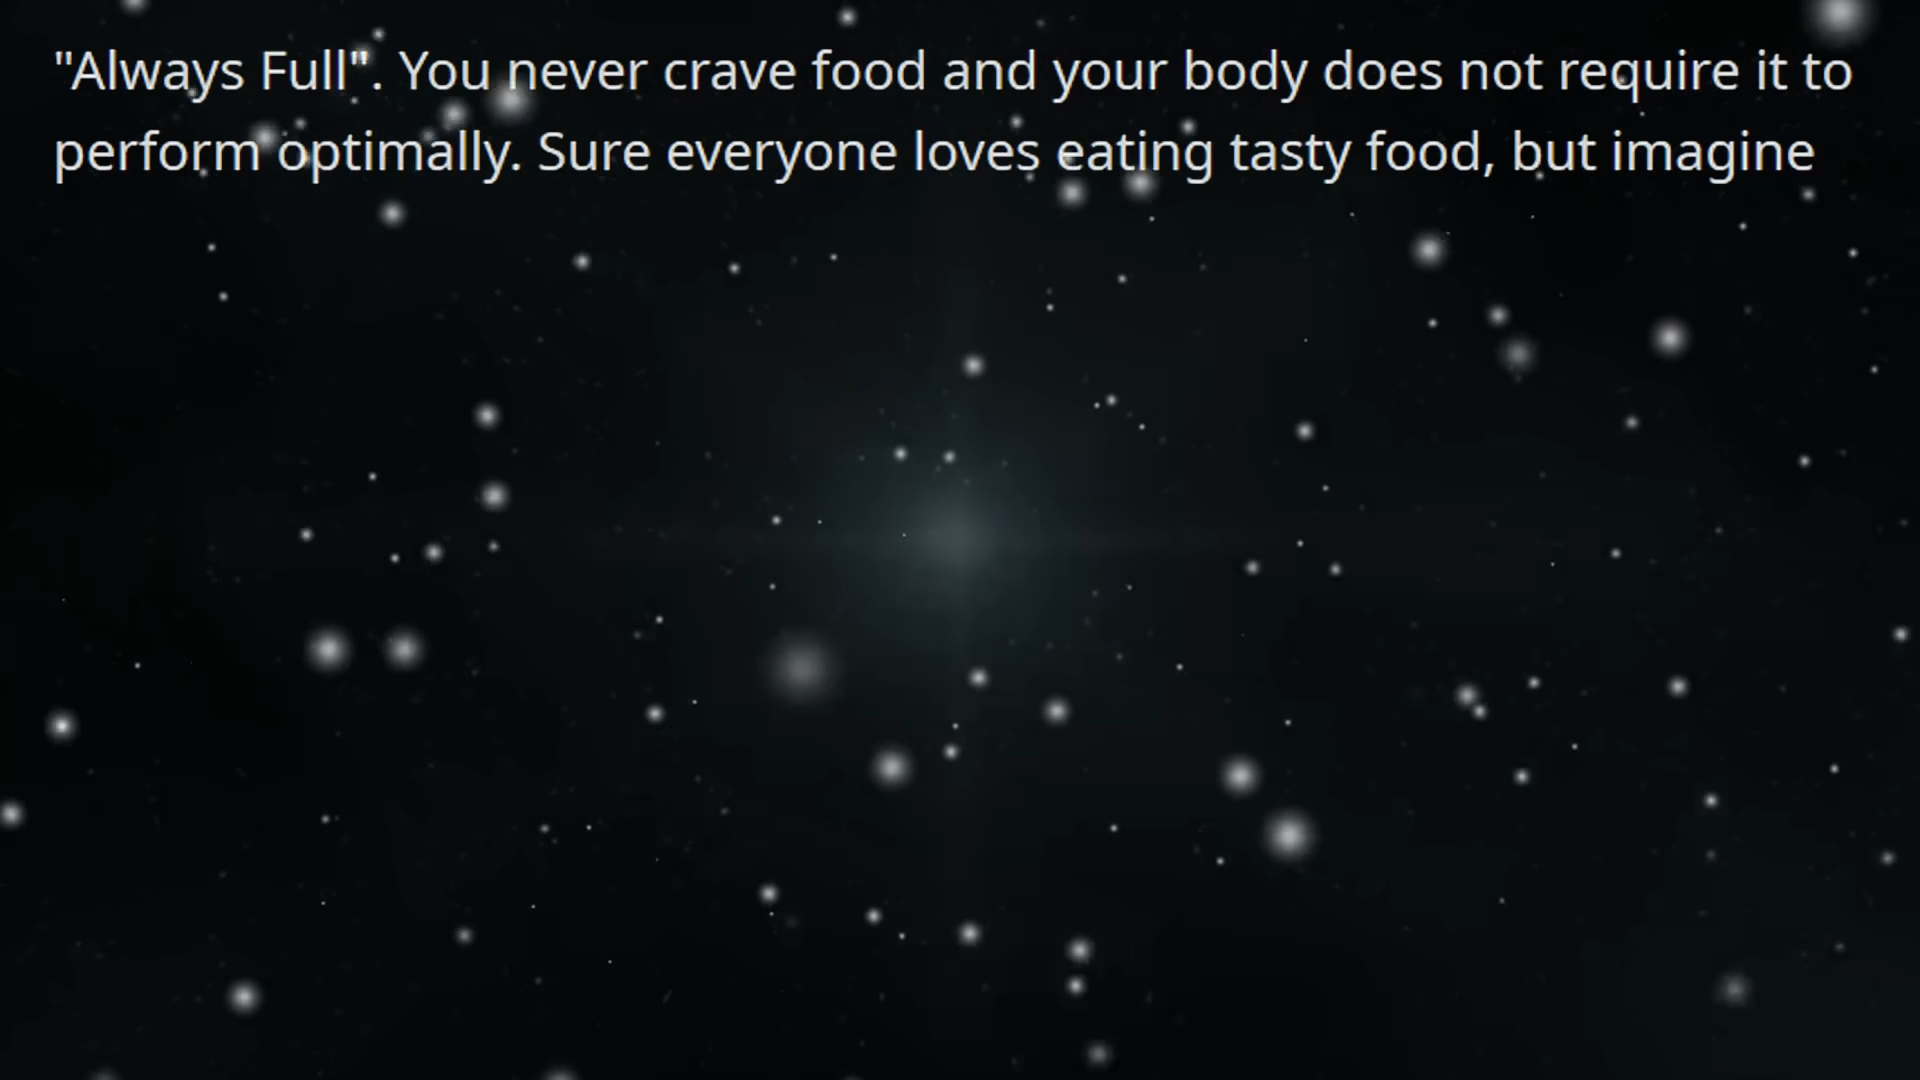 "Always Full". You never crave food and your body does not require it to
perform optimally. Sure everyone loves eating tasty food, but imagine